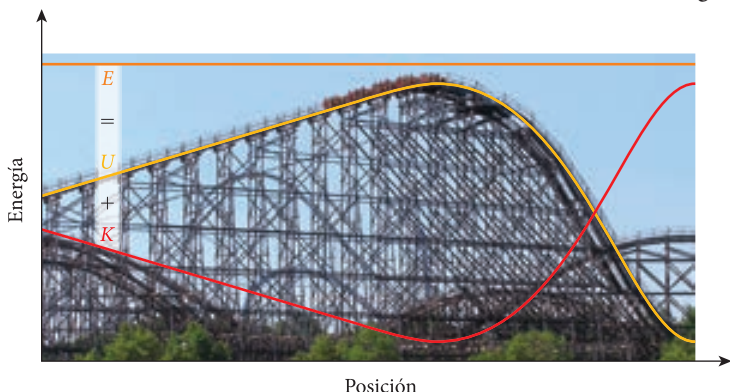 E
=
U
+
K
Energía
Posición